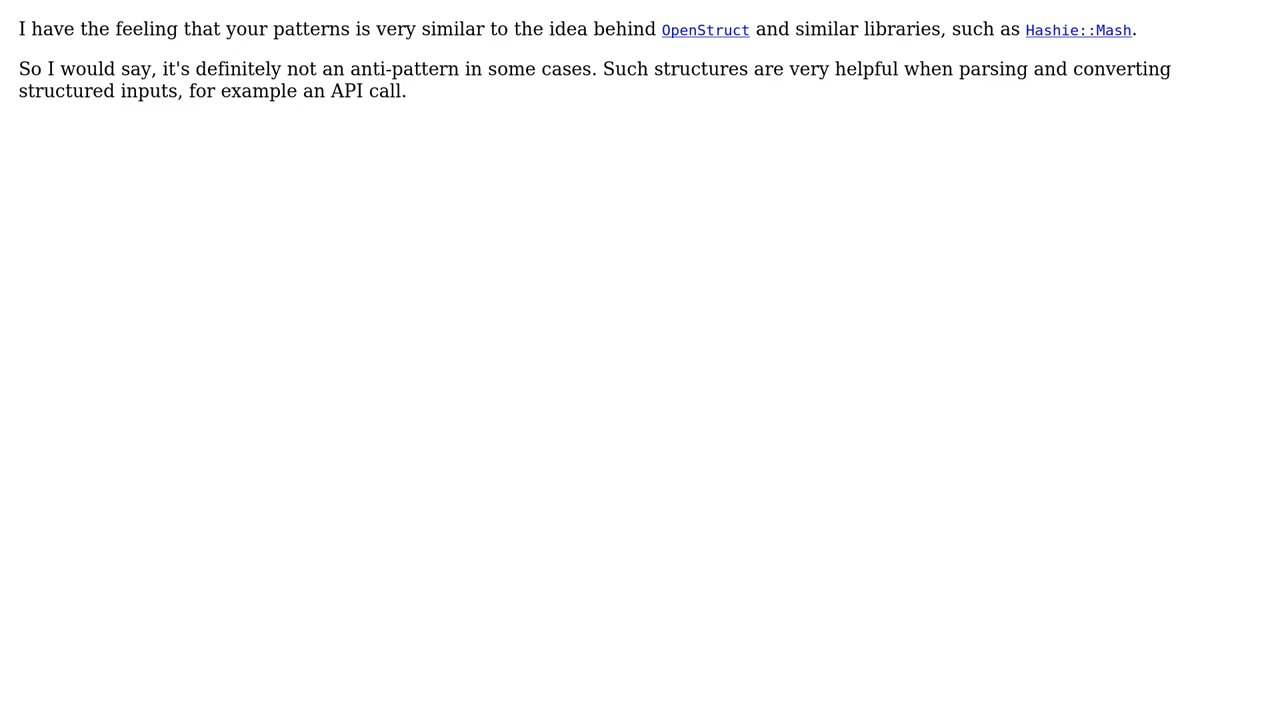 I have the feeling that your patterns is very similar to the idea behind OpenStruct and similar libraries, such as Hashie::Mash.
So I would say, it's definitely not an anti-pattern in some cases. Such structures are very helpful when parsing and converting
structured inputs, for example an API call.